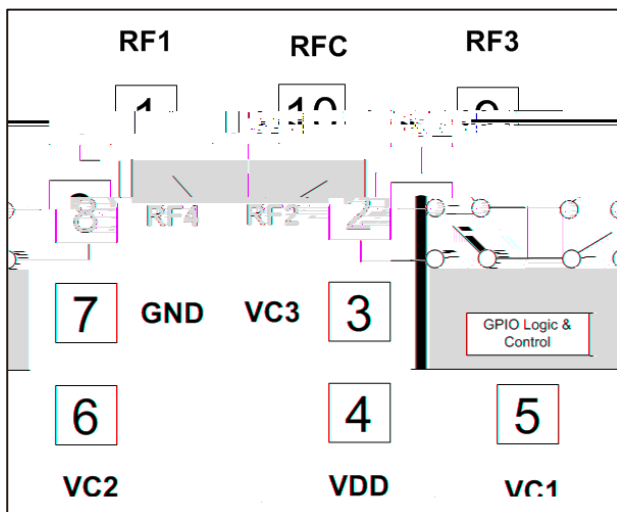 RF1 RFC RF3
1 10 9
8 RF4 RF2 2
7 GND VC3 3
GPIO Logic &
Control
6 4 5
VC2 VDD VC1